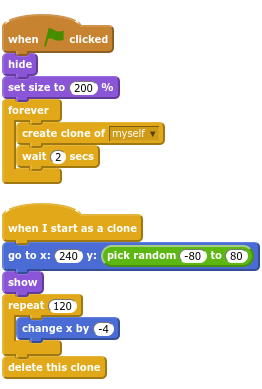 when clicked
hide
set size to 200 %
forever
create clone of myself
wait 2 secs
when I start as a clone
go to x: 240 y: pick random -80 to 80
show
repeat 120
change x by -4
delete this clone